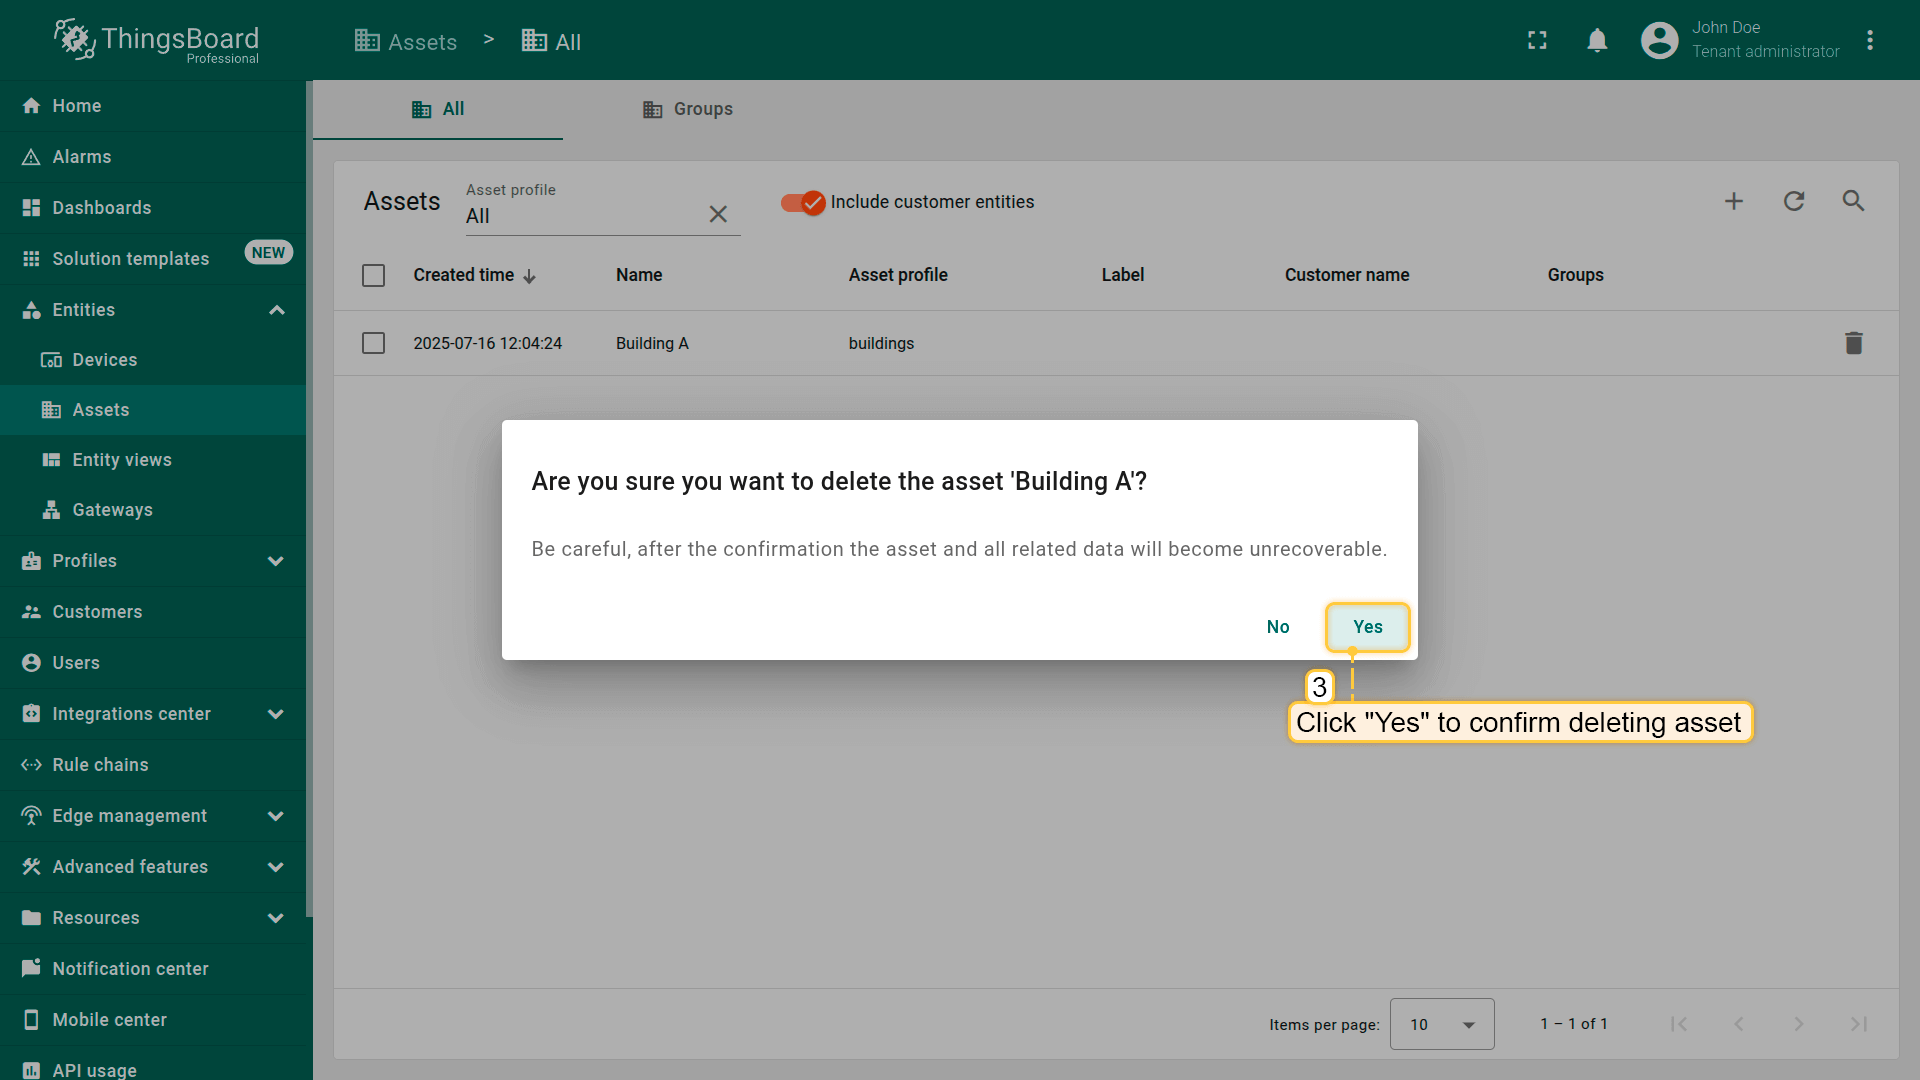 ThingsBoard
Professional
Assets > All
John Doe
Tenant administrator
Home
Alarms
Dashboards
Solution templates NEW
Entities
Devices
Assets
Entity views
Gateways
Profiles
Customers
Users
Integrations center
Rule chains
Edge management
Advanced features
Resources
Notification center
Mobile center
API usage
All Groups
Assets
Asset profile
All
Include customer entities
Created time Name Asset profile Label Customer name Groups
2025-07-16 12:04:24 Building A buildings
Are you sure you want to delete the asset 'Building A'?
Be careful, after the confirmation the asset and all related data will become unrecoverable.
No Yes
3
Click "Yes" to confirm deleting asset
Items per page: 10 1 – 1 of 1